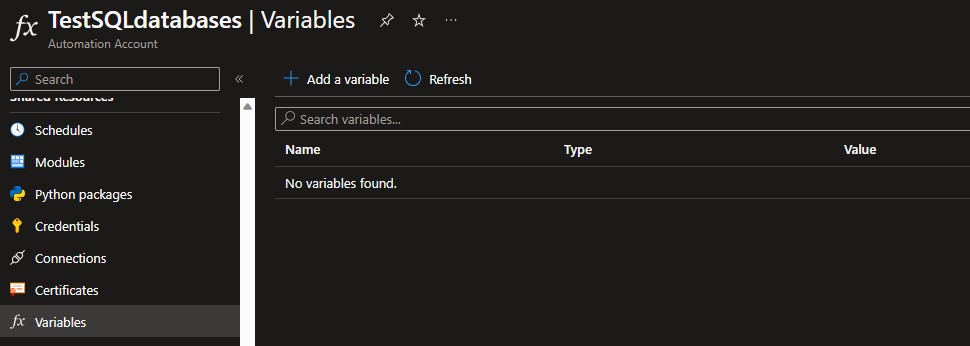 TestSQLdatabases | Variables
Automation Account
Search
Shared Resources
Schedules
Modules
Python packages
Credentials
Connections
Certificates
fx Variables
Add a variable Refresh
Search variables...
Name Type Value
No variables found.